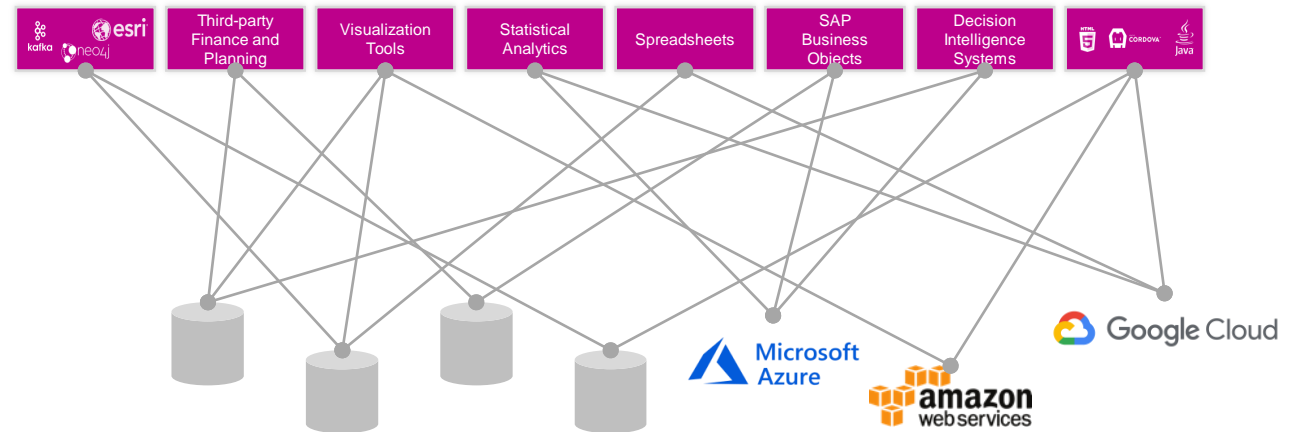 kafka
esri
neo4j
Third-party
Finance and
Planning
Visualization
Tools
Statistical
Analytics
Spreadsheets
SAP
Business
Objects
Decision
Intelligence
Systems
HTML
5
CORDOVA
Java
Microsoft
Azure
amazon
web services
Google Cloud